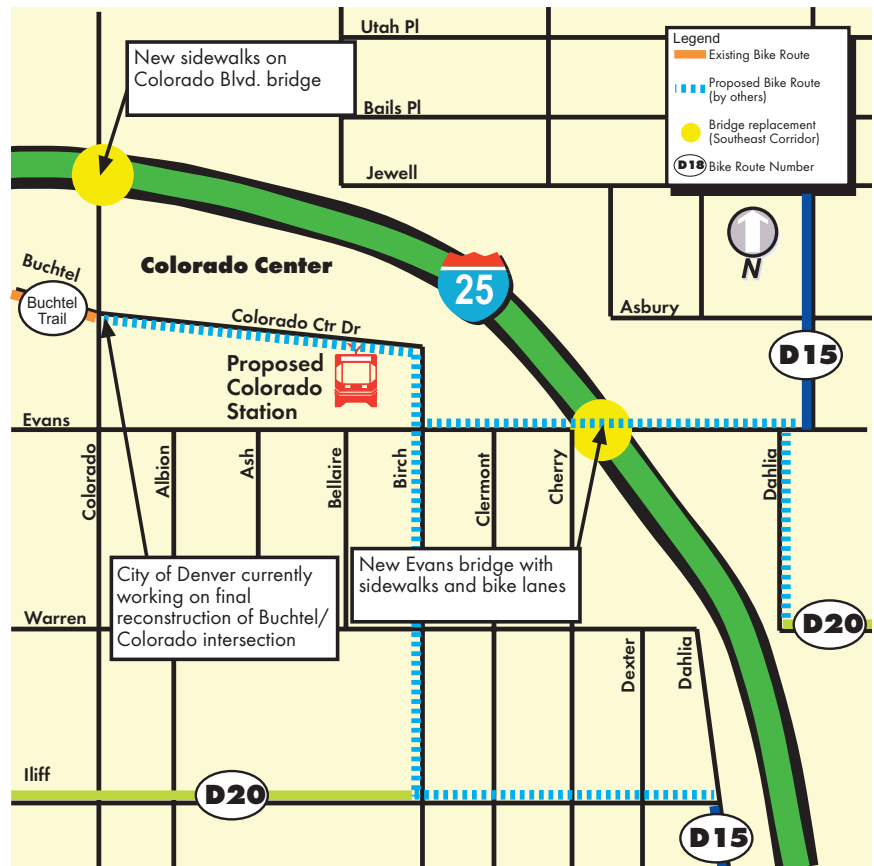 Utah Pl
Bails Pl
Jewell
Legend
Existing Bike Route
Proposed Bike Route
(by others)
Bridge replacement
(Southeast Corridor)
D18 Bike Route Number
New sidewalks on
Colorado Blvd. bridge
N
Asbury
D15
25
Colorado Center
Buchtel
Buchtel
Trail
Colorado Ctr Dr
Proposed
Colorado
Station
Evans
Colorado
Albion
Ash
Bellaire
Birch
Clermont
Cherry
Dahlia
City of Denver currently
working on final
reconstruction of Buchtel/
Colorado intersection
New Evans bridge with
sidewalks and bike lanes
Warren
D20
Dexter
Dahlia
Iliff
D20
D15